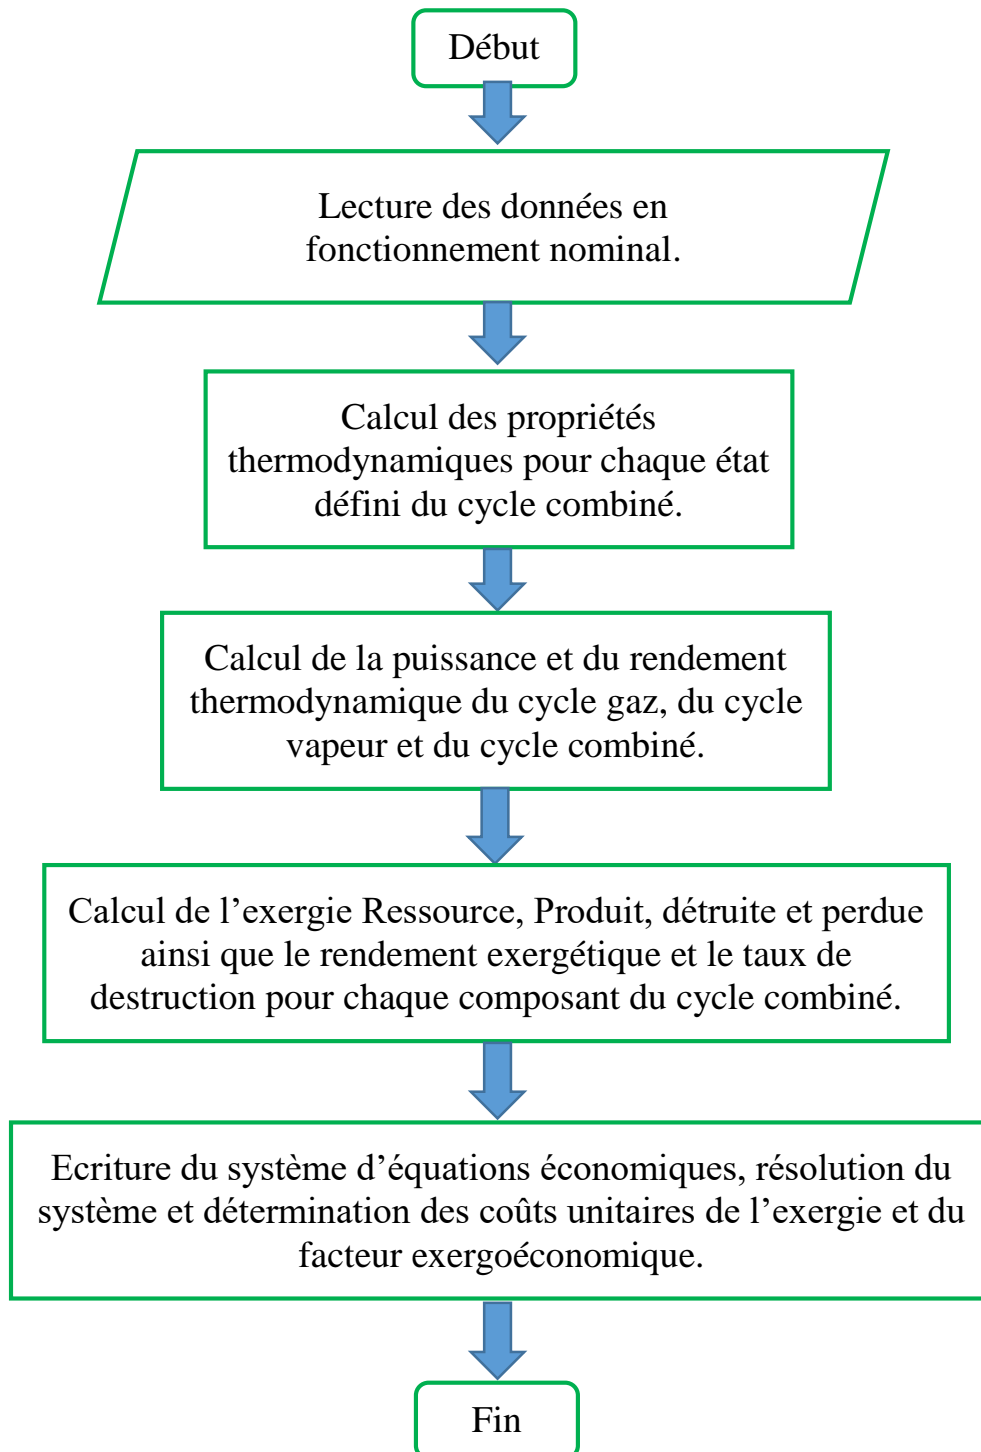 Début
Lecture des données en
fonctionnement nominal.
Calcul des propriétés
thermodynamiques pour chaque état
défini du cycle combiné.
Calcul de la puissance et du rendement
thermodynamique du cycle gaz, du cycle
vapeur et du cycle combiné.
Calcul de l’exergie Ressource, Produit, détruite et perdue
ainsi que le rendement exergétique et le taux de
destruction pour chaque composant du cycle combiné.
Ecriture du système d’équations économiques, résolution du
système et détermination des coûts unitaires de l’exergie et du
facteur exergoéconomique.
Fin